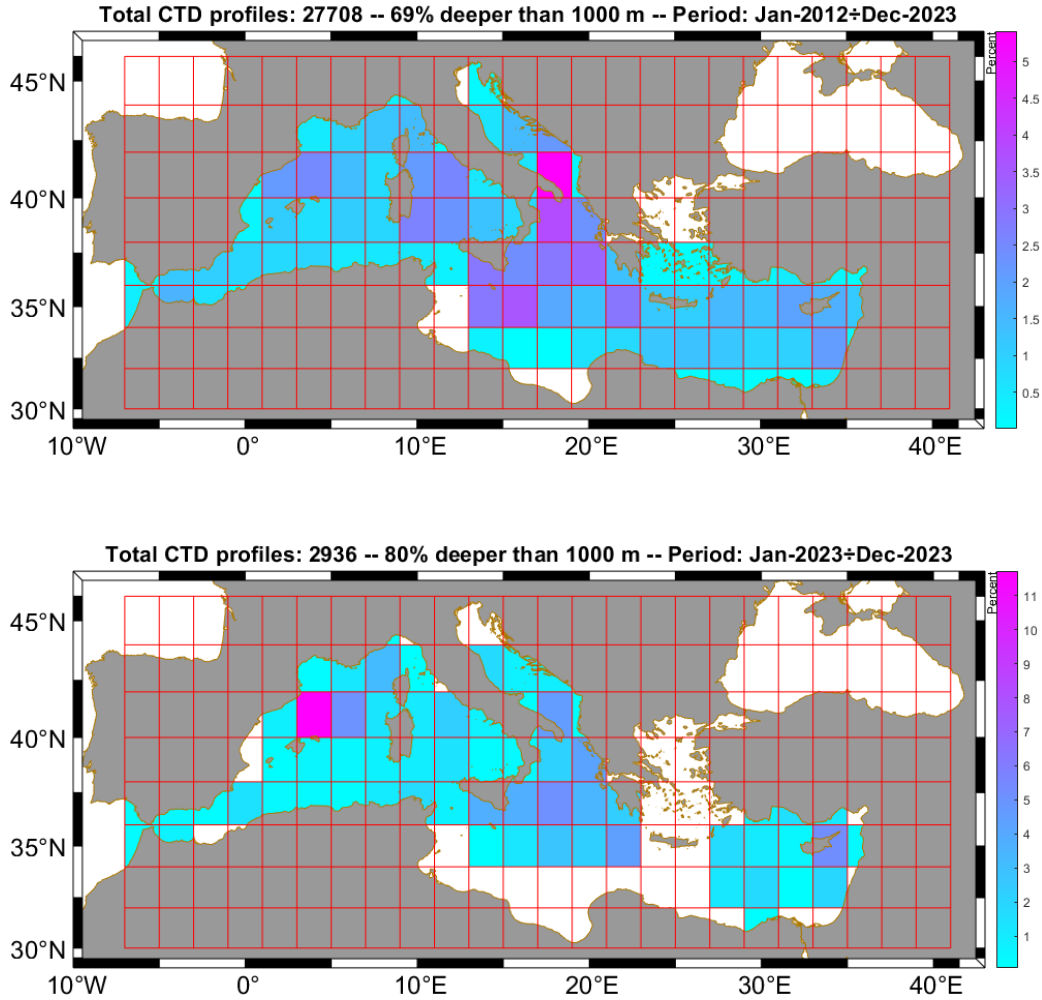 Total CTD profiles: 27708 -- 69% deeper than 1000 m -- Period: Jan-2012÷Dec-2023
Percent
5
4.5
4
3.5
3
2.5
2
1.5
1
0.5
45°N
40°N
35°N
30°N
10°W 0° 10°E 20°E 30°E 40°E
Total CTD profiles: 2936 -- 80% deeper than 1000 m -- Period: Jan-2023÷Dec-2023
Percent
11
10
9
8
7
6
5
4
3
2
1
45°N
40°N
35°N
30°N
10°W 0° 10°E 20°E 30°E 40°E